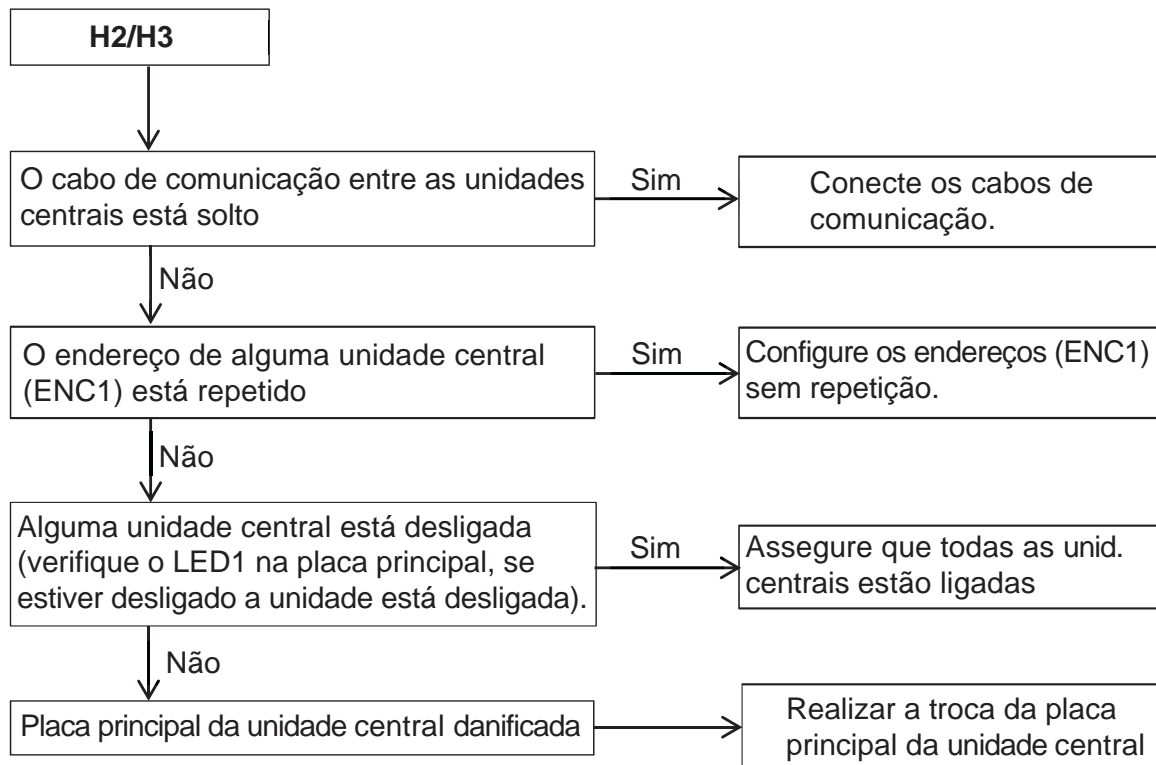 H2/H3
O cabo de comunicação entre as unidades
centrais está solto
Sim
Conecte os cabos de
comunicação.
Não
O endereço de alguma unidade central
(ENC1) está repetido
Sim
Configure os endereços (ENC1)
sem repetição.
Não
Alguma unidade central está desligada
(verifique o LED1 na placa principal, se
estiver desligado a unidade está desligada).
Sim
Assegure que todas as unid.
centrais estão ligadas
Não
Placa principal da unidade central danificada
Realizar a troca da placa
principal da unidade central